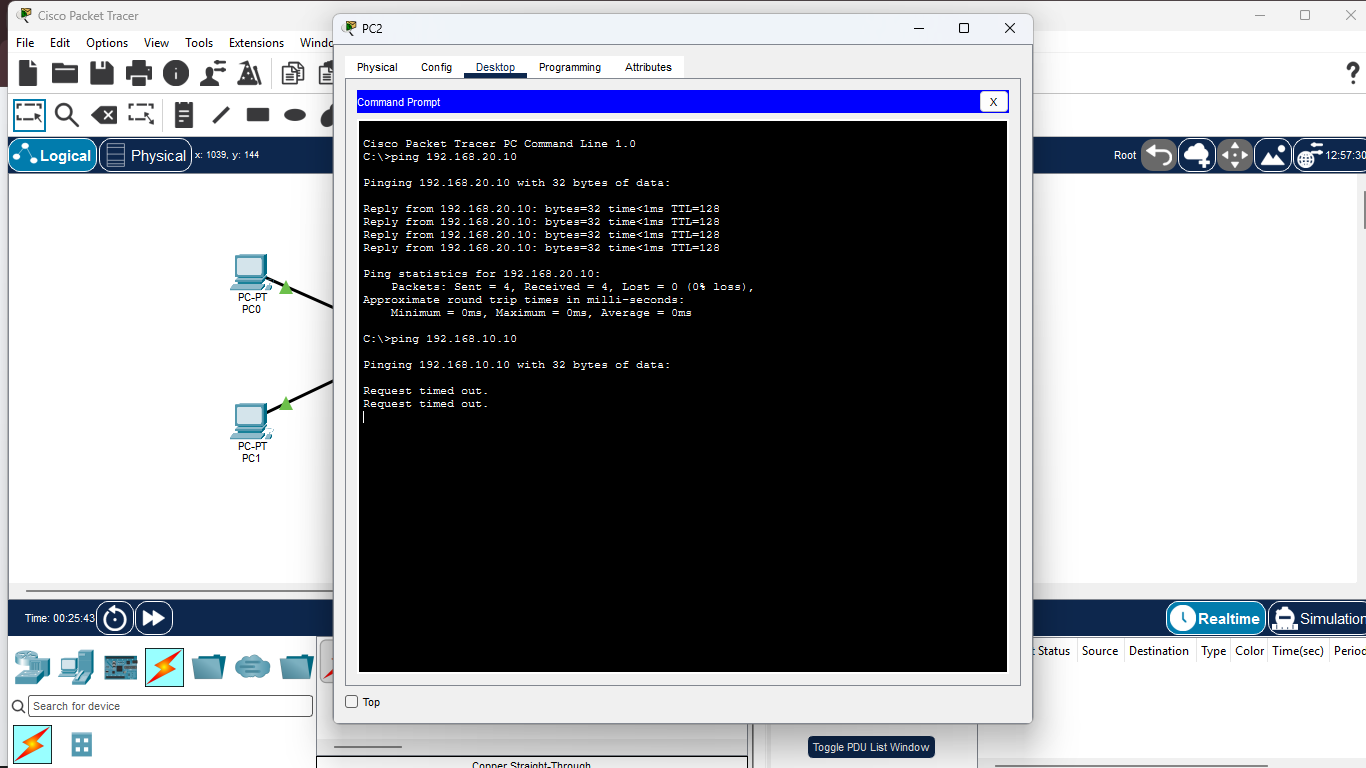 Cisco Packet Tracer
File Edit Options View Tools Extensions Windo
PC2
Physical Config Desktop Programming Attributes
Command Prompt
X
Cisco Packet Tracer PC Command Line 1.0
C:\>ping 192.168.20.10
Pinging 192.168.20.10 with 32 bytes of data:
Reply from 192.168.20.10: bytes=32 time<1ms TTL=128
Reply from 192.168.20.10: bytes=32 time<1ms TTL=128
Reply from 192.168.20.10: bytes=32 time<1ms TTL=128
Reply from 192.168.20.10: bytes=32 time<1ms TTL=128
Ping statistics for 192.168.20.10:
Packets: Sent = 4, Received = 4, Lost = 0 (0% loss),
Approximate round trip times in milli-seconds:
Minimum = 0ms, Maximum = 0ms, Average = 0ms
C:\>ping 192.168.10.10
Pinging 192.168.10.10 with 32 bytes of data:
Request timed out.
Request timed out.
Top
Logical Physical x: 1039, y: 144
Root 12:57:30
PC-PT
PC0
PC-PT
PC1
Time: 00:25:43
Realtime Simulation
Search for device
Copper Straight-Through
Toggle PDU List Window
Status Source Destination Type Color Time(sec) Period